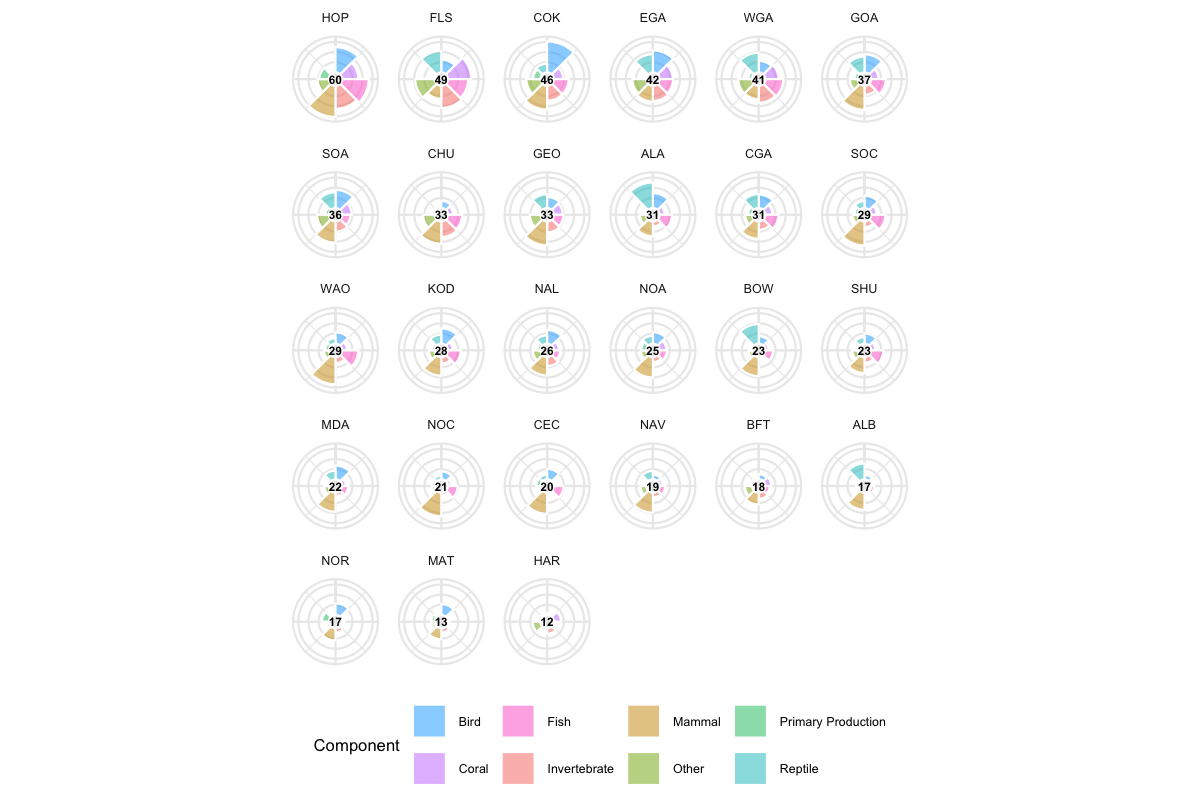 HOP FLS COK EGA WGA GOA
60 49 46 42 41 37
SOA CHU GEO ALA CGA SOC
36 33 33 31 31 29
WAO KOD NAL NOA BOW SHU
29 28 26 25 23 23
MDA NOC CEC NAV BFT ALB
22 21 20 19 18 17
NOR MAT HAR
17 13 12
Bird Fish Mammal Primary Production
Component
Coral Invertebrate Other Reptile